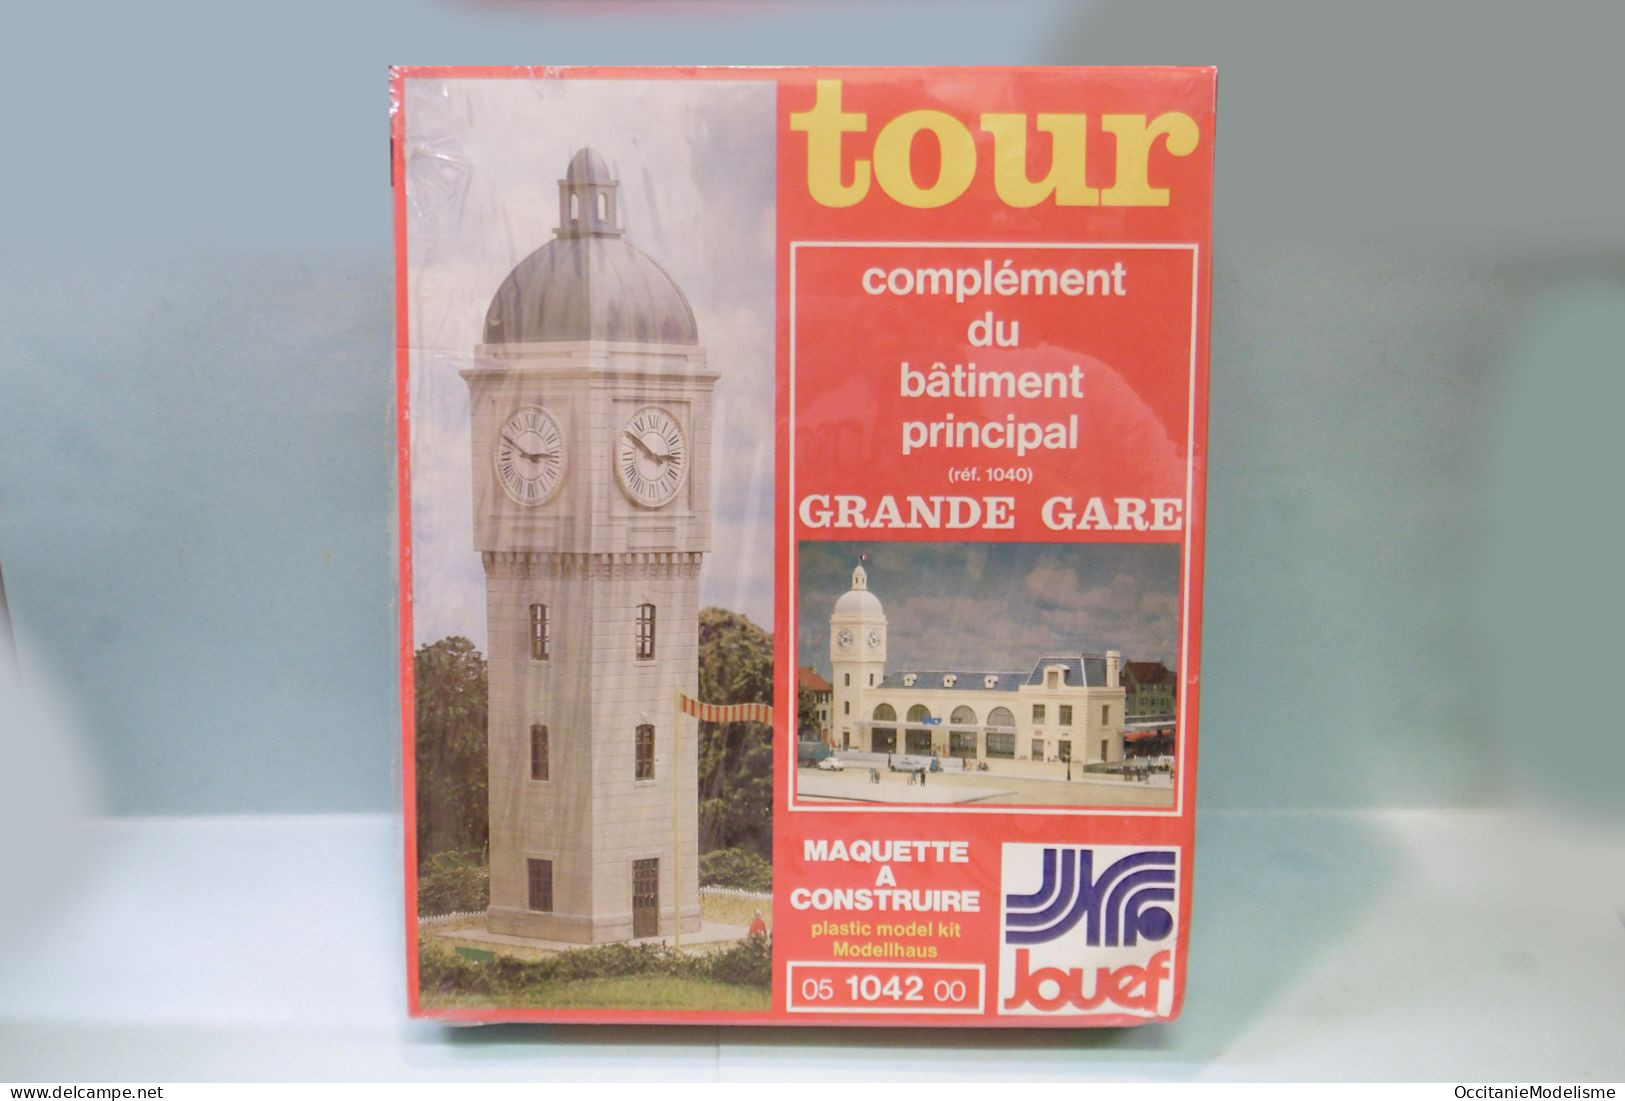 tour
complément
du
bâtiment
principal
(réf. 1040)
GRANDE GARE
SNCF
MAQUETTE
A
CONSTRUIRE
plastic model kit
Modellhaus
05 1042 00
Jouef
delcampe.net
OccitanieModelisme